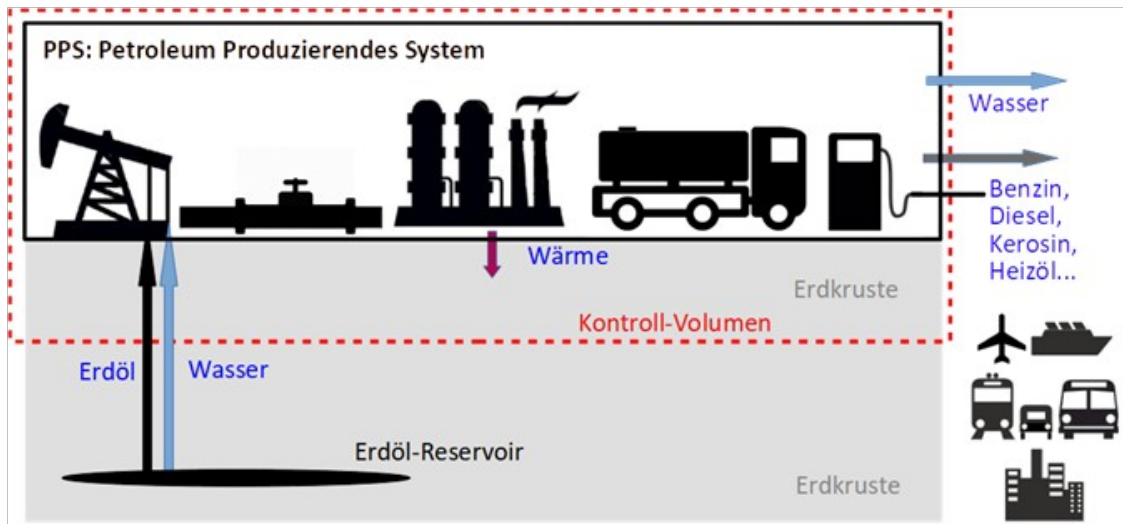 PPS: Petroleum Produzierendes System
Wasser
Benzin,
Diesel,
Kerosin,
Heizöl...
Wärme
Erdkruste
Kontroll-Volumen
Erdöl
Wasser
Erdöl-Reservoir
Erdkruste